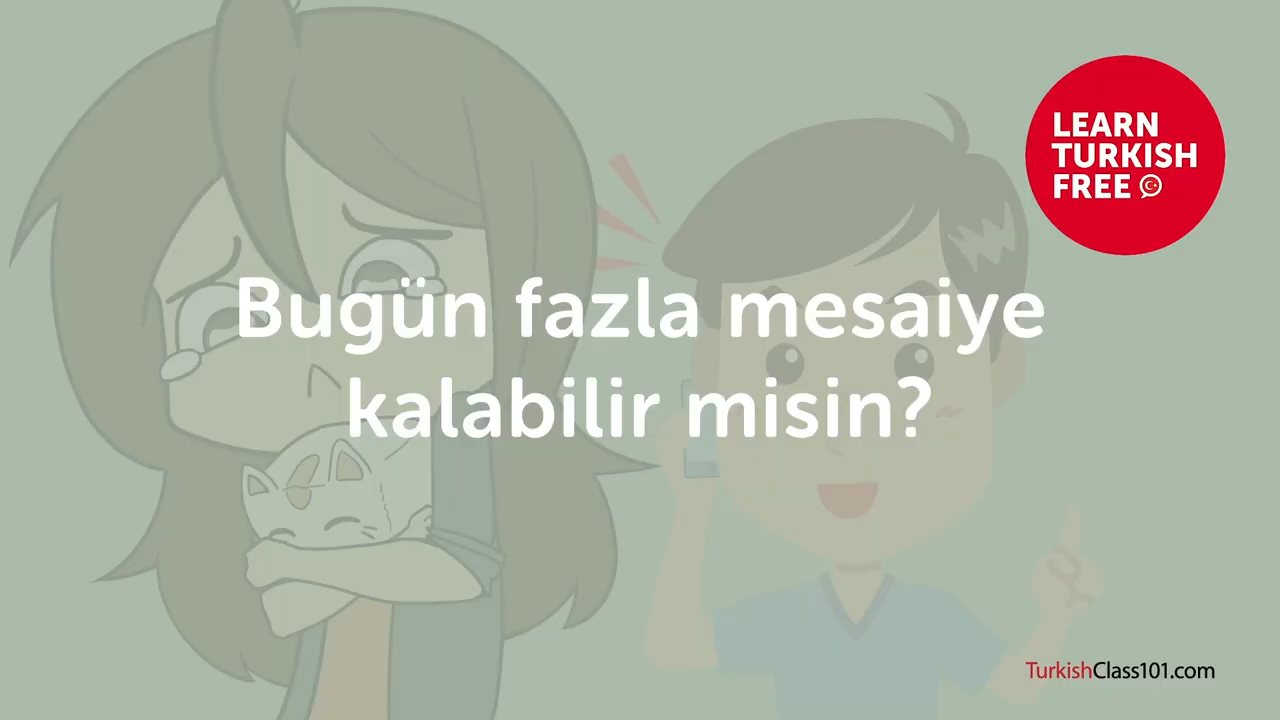 LEARN
TURKISH
FREE
Bugün fazla mesaiye
kalabilir misin?
TurkishClass101.com